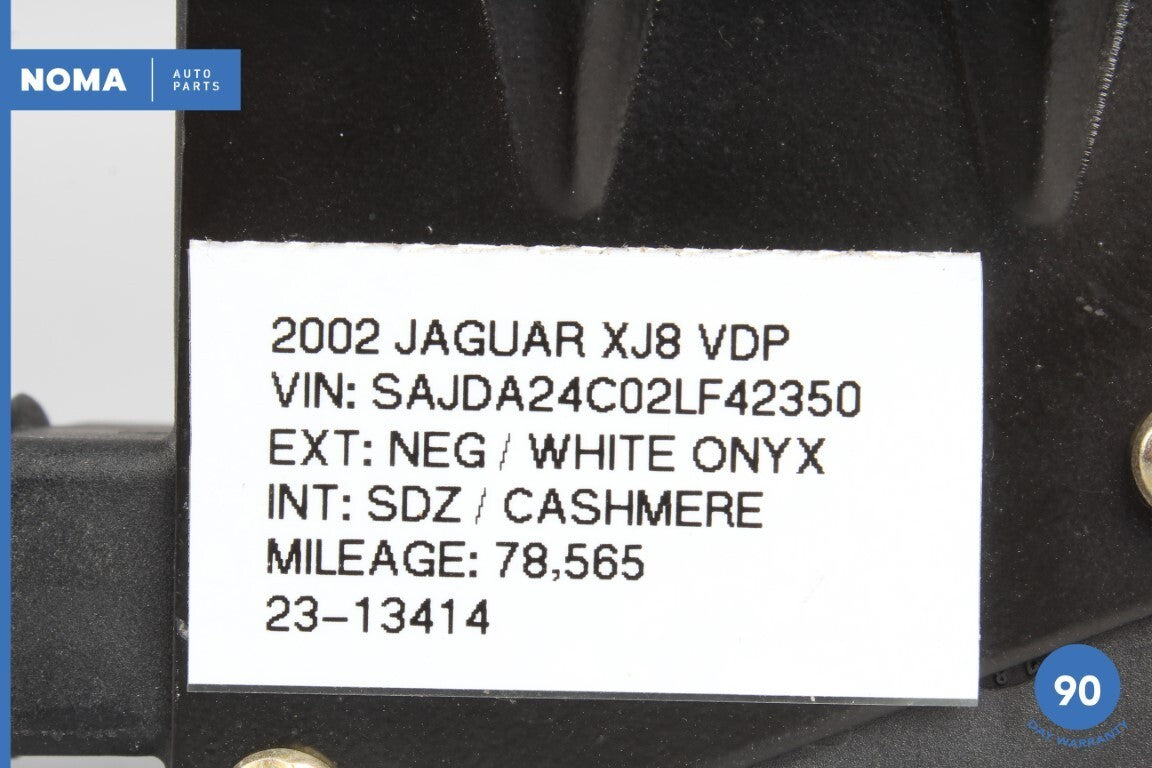 NOMA AUTO PARTS
2002 JAGUAR XJ8 VDP
VIN: SAJDA24C02LF42350
EXT: NEG / WHITE ONYX
INT: SDZ / CASHMERE
MILEAGE: 78,565
23-13414
90
DAY WARRANTY